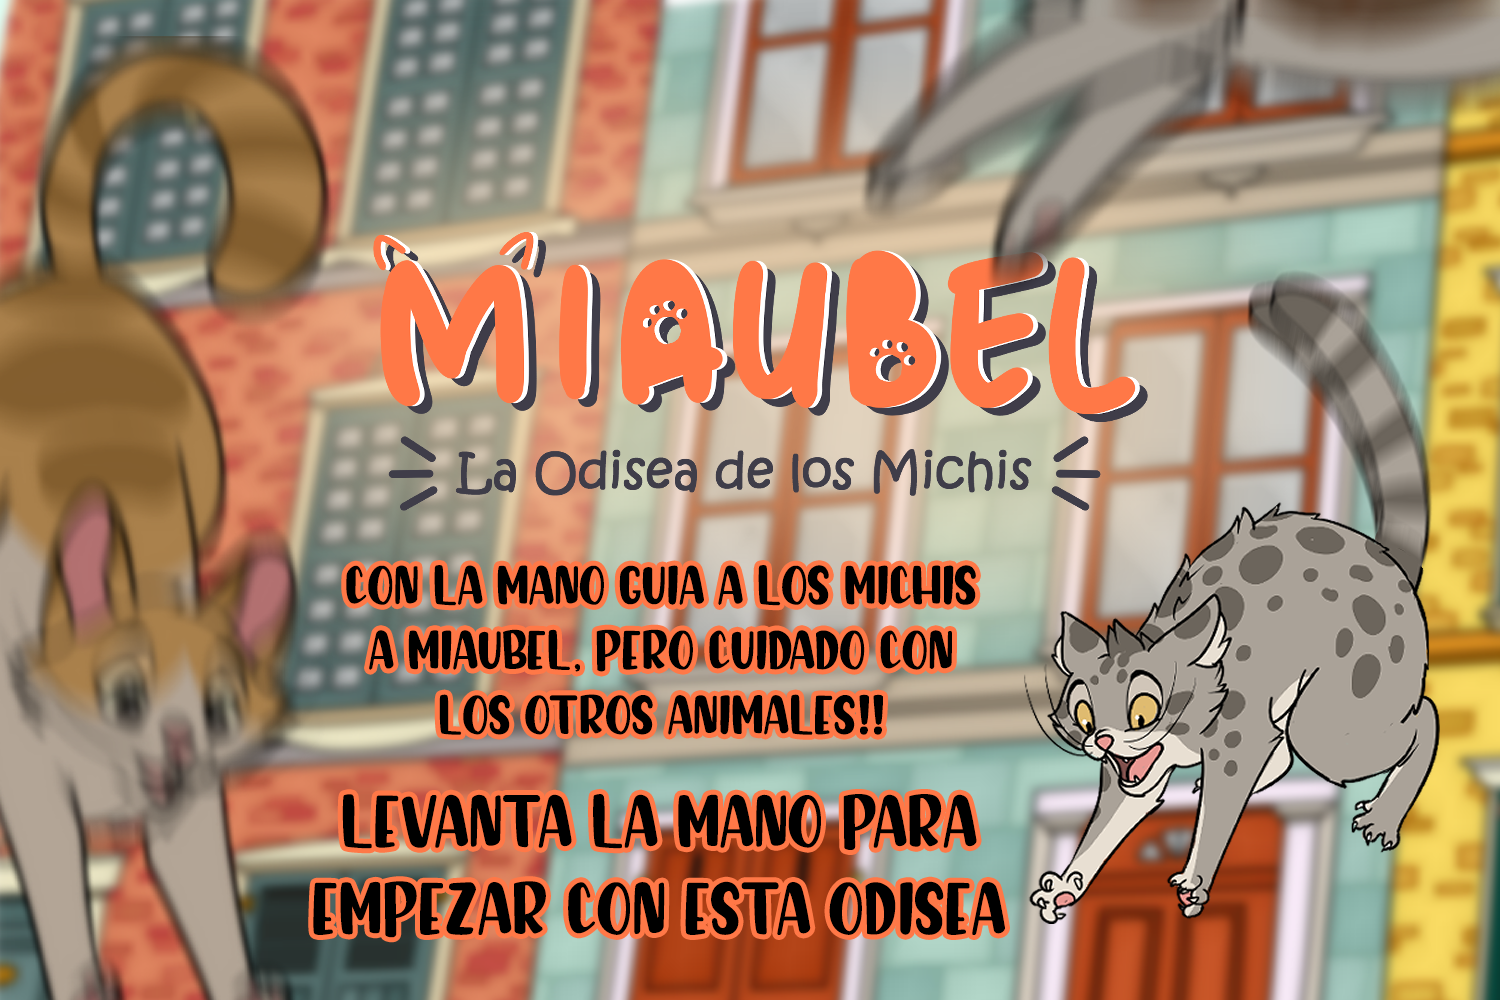 MIAUBEL
La Odisea de los Michis
CON LA MANO GUIA A LOS MICHIS
A MIAUBEL, PERO CUIDADO CON
LOS OTROS ANIMALES!!
LEVANTA LA MANO PARA
EMPEZAR CON ESTA ODISEA